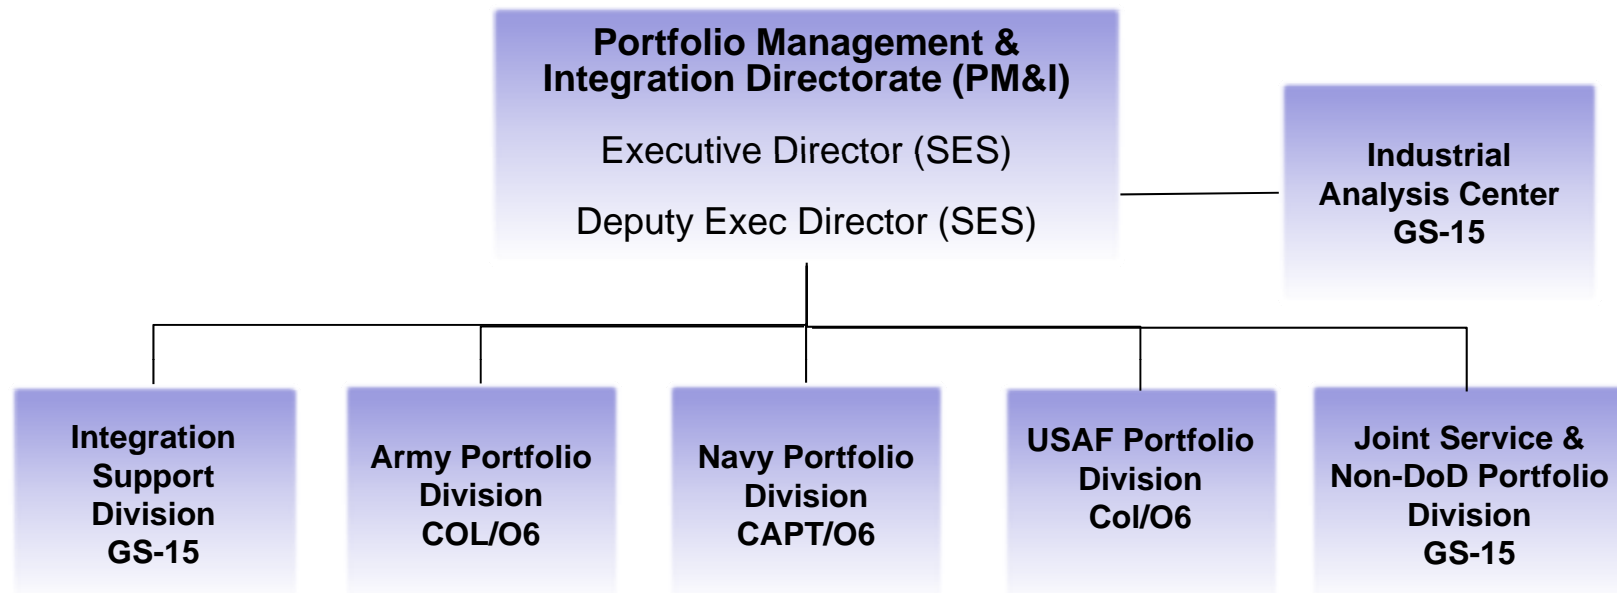 Portfolio Management &
Integration Directorate (PM&I)
Executive Director (SES)
Deputy Exec Director (SES)
Industrial
Analysis Center
GS-15
Integration
Support
Division
GS-15
Army Portfolio
Division
COL/O6
Navy Portfolio
Division
CAPT/O6
USAF Portfolio
Division
Col/O6
Joint Service &
Non-DoD Portfolio
Division
GS-15